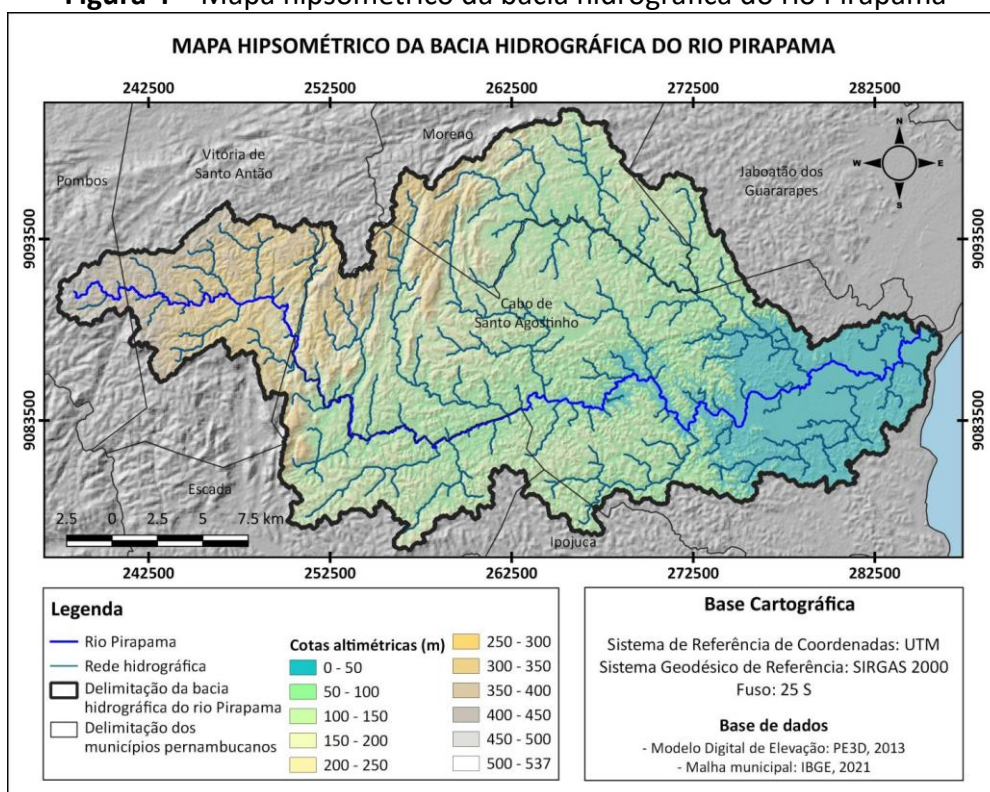 Figura 4 - Mapa hipsométrico da bacia hidrográfica do rio Pirapama
MAPA HIPSOMÉTRICO DA BACIA HIDROGRÁFICA DO RIO PIRAPAMA
242500 252500 262500 272500 282500
Moreno
Vitória de
Santo Antão
Pombos
Jaboatão dos
Guararapes
N
W E
S
9093500 9093500
Cabo de
Santo Agostinho
9083500 9083500
Escada
Ipojuca
2.5 0 2.5 5 7.5 km
242500 252500 262500 272500 282500
Legenda
Rio Pirapama
Rede hidrográfica
Delimitação da bacia
hidrográfica do rio Pirapama
Delimitação dos
municípios pernambucanos
Cotas altimétricas (m)
0 - 50
50 - 100
100 - 150
150 - 200
200 - 250
250 - 300
300 - 350
350 - 400
400 - 450
450 - 500
500 - 537
Base Cartográfica
Sistema de Referência de Coordenadas: UTM
Sistema Geodésico de Referência: SIRGAS 2000
Fuso: 25 S
Base de dados
- Modelo Digital de Elevação: PE3D, 2013
- Malha municipal: IBGE, 2021